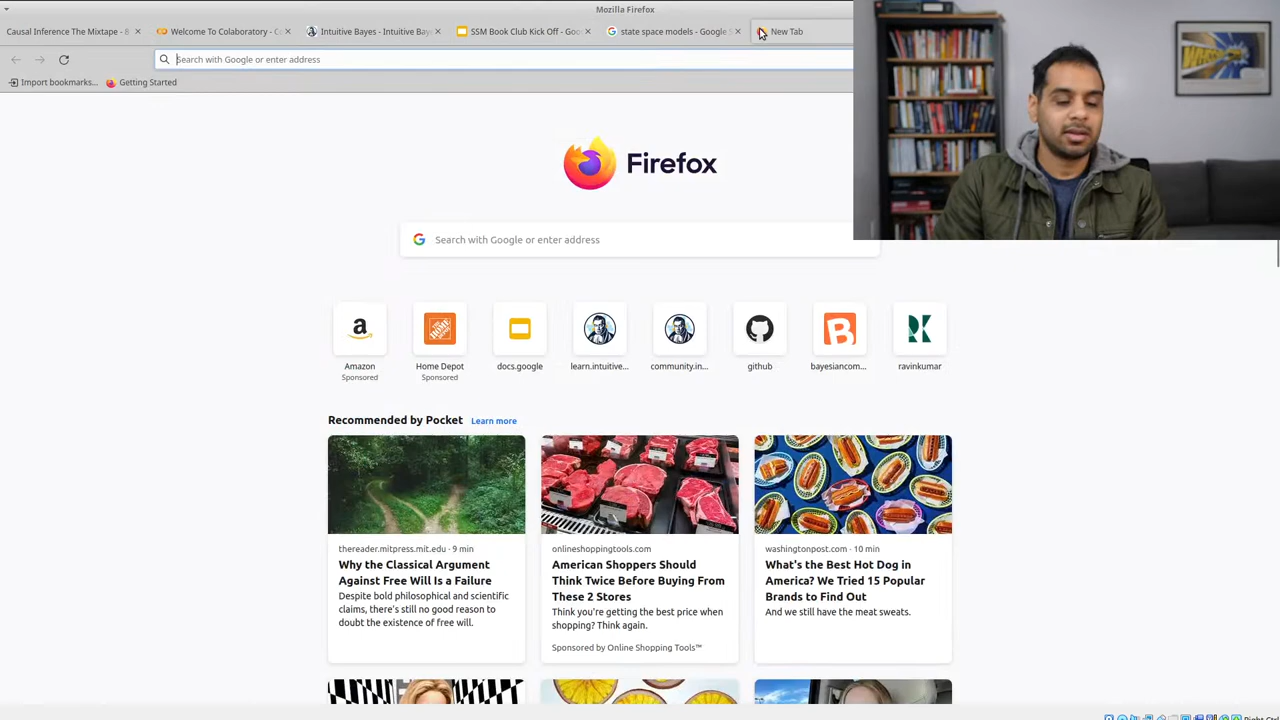 Mozilla Firefox
Causal Inference The Mixtape - B
Welcome To Colaboratory - C
Intuitive Bayes - Intuitive Bay
SSM Book Club Kick Off - Goo
state space models - Google S
New Tab
Search with Google or enter address
Import bookmarks...
Getting Started
Firefox
Search with Google or enter address
Amazon
Sponsored
Home Depot
Sponsored
docs.google
learn.intuitive...
community.in...
github
bayesiancom...
ravinkumar
Recommended by Pocket Learn more
thereader.mitpress.mit.edu · 9 min
Why the Classical Argument
Against Free Will Is a Failure
Despite bold philosophical and scientific
claims, there's still no good reason to
doubt the existence of free will.
onlineshoppingtools.com
American Shoppers Should
Think Twice Before Buying From
These 2 Stores
Think you're getting the best price when
shopping? Think again.
Sponsored by Online Shopping Tools™
washingtonpost.com · 10 min
What's the Best Hot Dog in
America? We Tried 15 Popular
Brands to Find Out
And we still have the meat sweats.